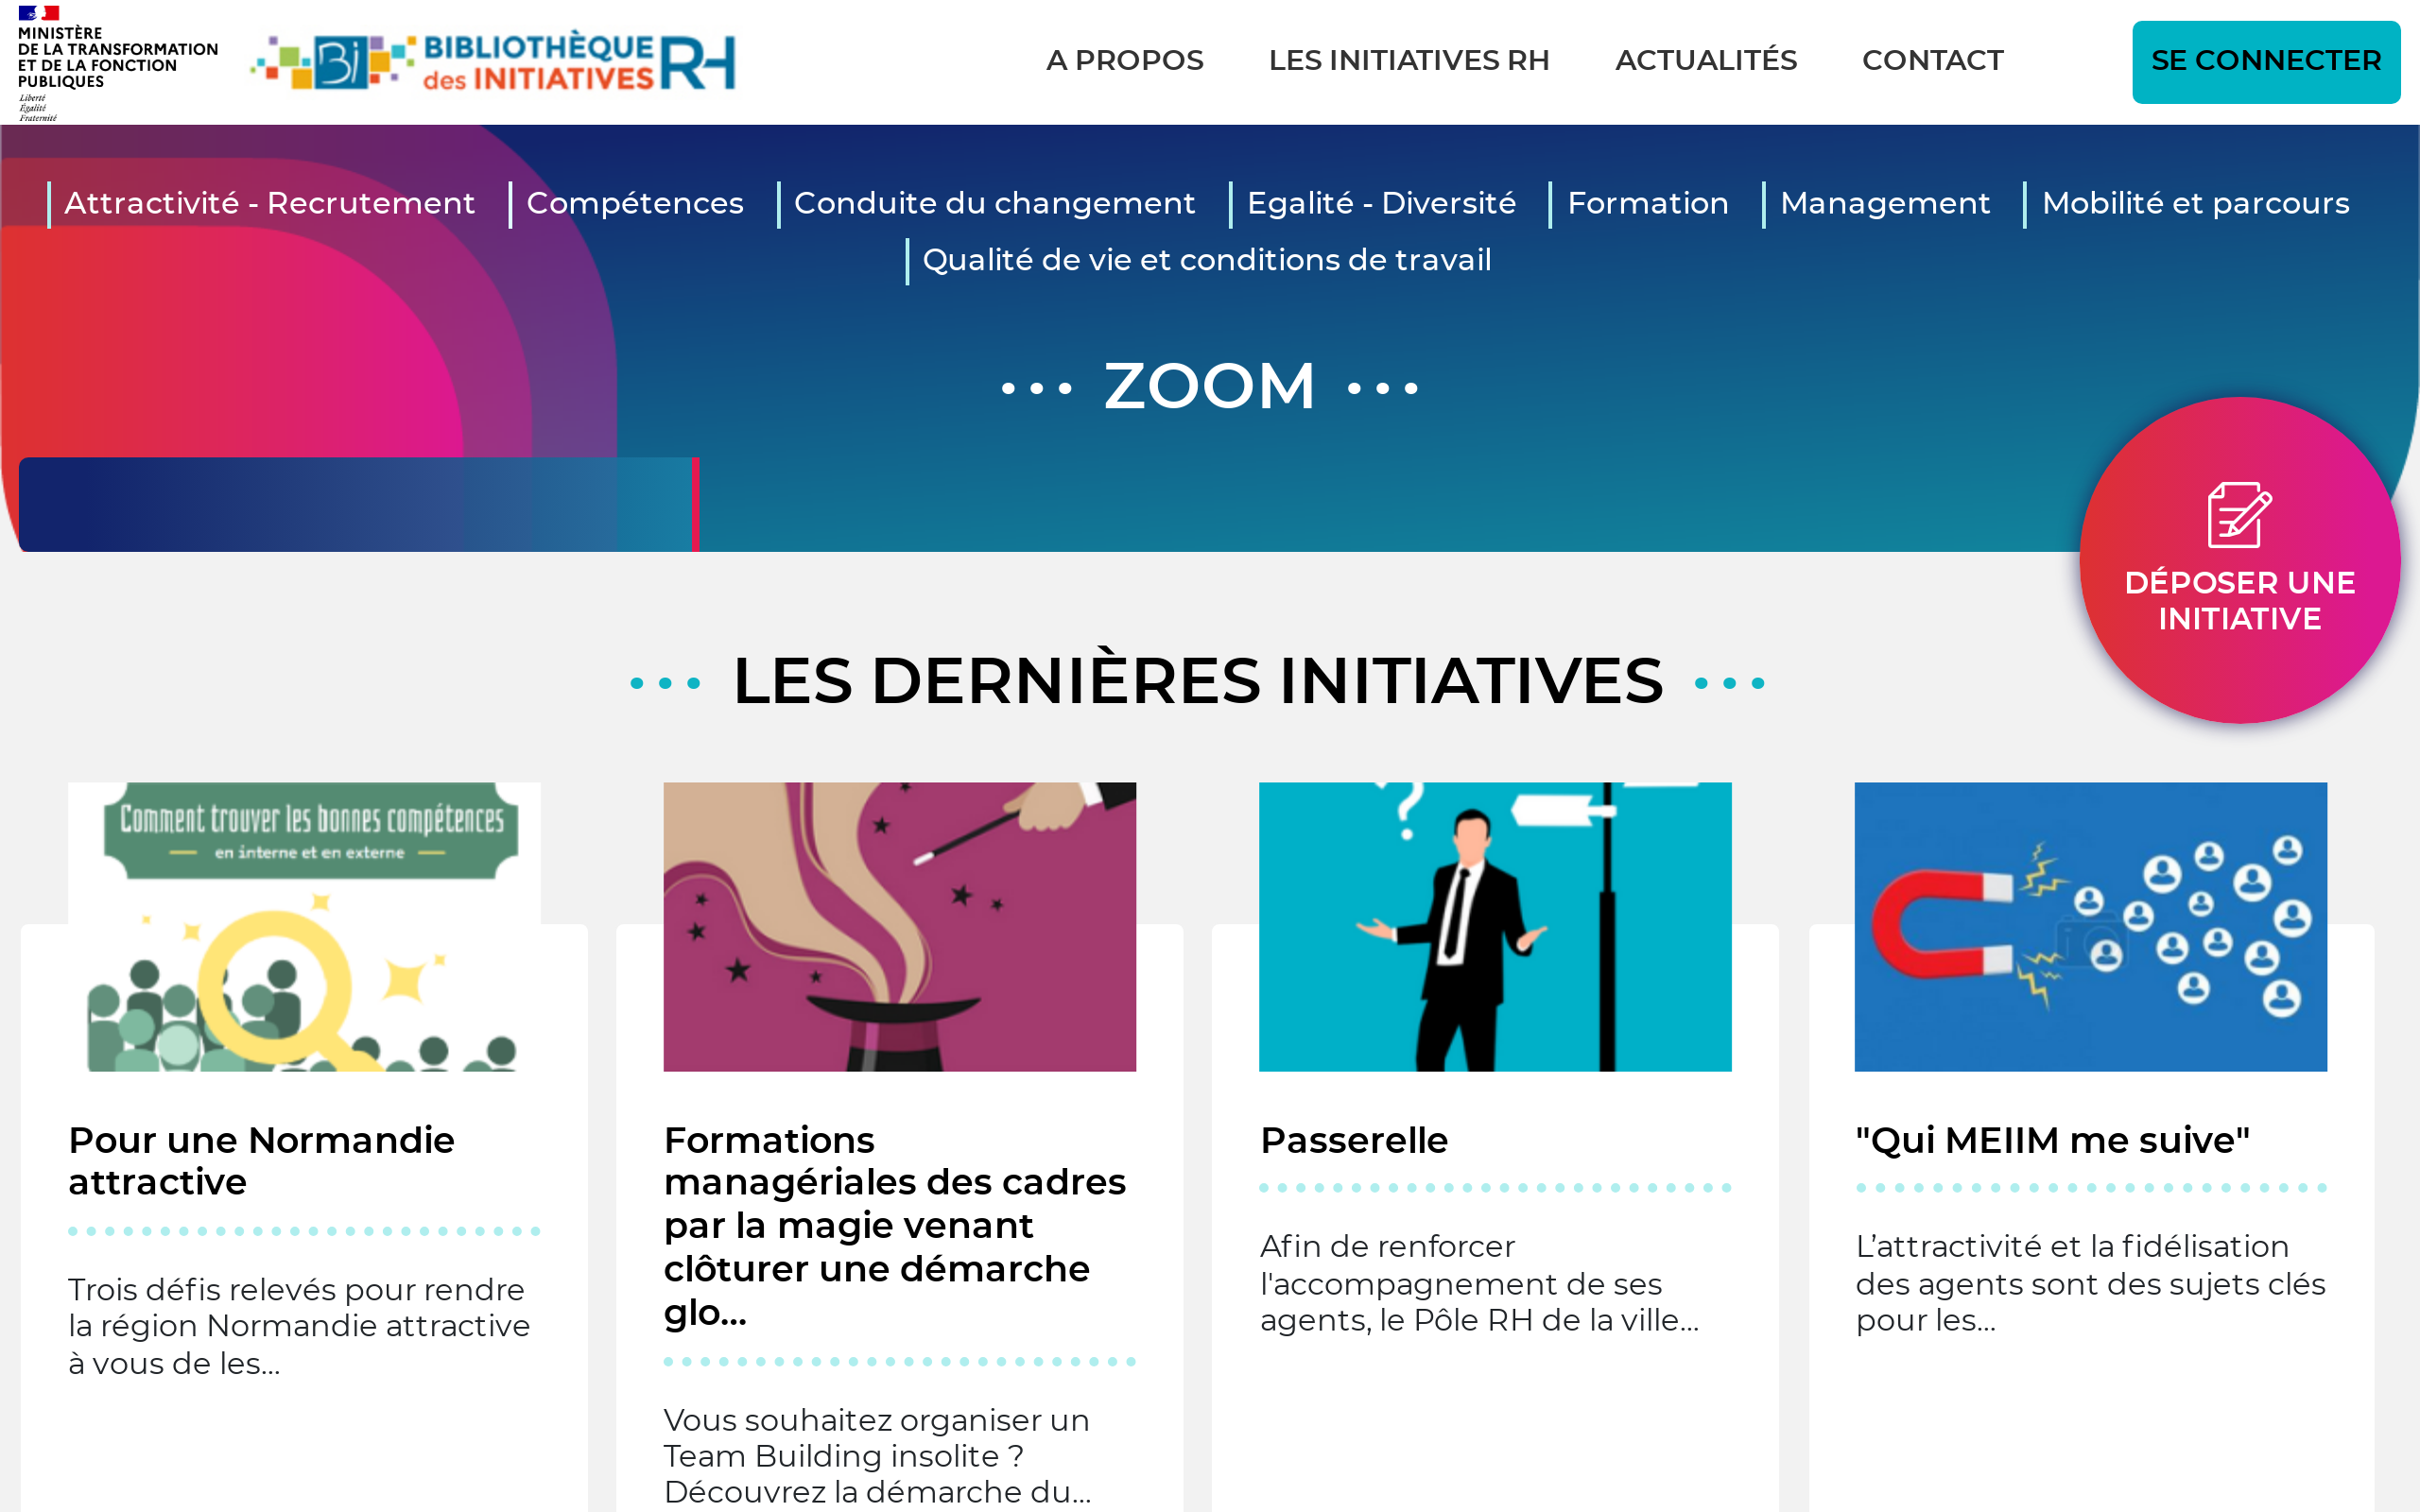 MINISTÈRE
DE LA TRANSFORMATION
ET DE LA FONCTION
PUBLIQUES
Liberté
Égalité
Fraternité
Bi
BIBLIOTHÈQUE
des INITIATIVES
RH
A PROPOS
LES INITIATIVES RH
ACTUALITÉS
CONTACT
SE CONNECTER
Attractivité - Recrutement
Compétences
Conduite du changement
Egalité - Diversité
Formation
Management
Mobilité et parcours
Qualité de vie et conditions de travail
ZOOM
DÉPOSER UNE
INITIATIVE
LES DERNIÈRES INITIATIVES
Comment trouver les bonnes compétences
en interne et en externe
?
Pour une Normandie
attractive
Trois défis relevés pour rendre
la région Normandie attractive
à vous de les...
Formations
managériales des cadres
par la magie venant
clôturer une démarche
glo...
Vous souhaitez organiser un
Team Building insolite ?
Découvrez la démarche du...
Passerelle
Afin de renforcer
l'accompagnement de ses
agents, le Pôle RH de la ville...
"Qui MEIIM me suive"
L’attractivité et la fidélisation
des agents sont des sujets clés
pour les...